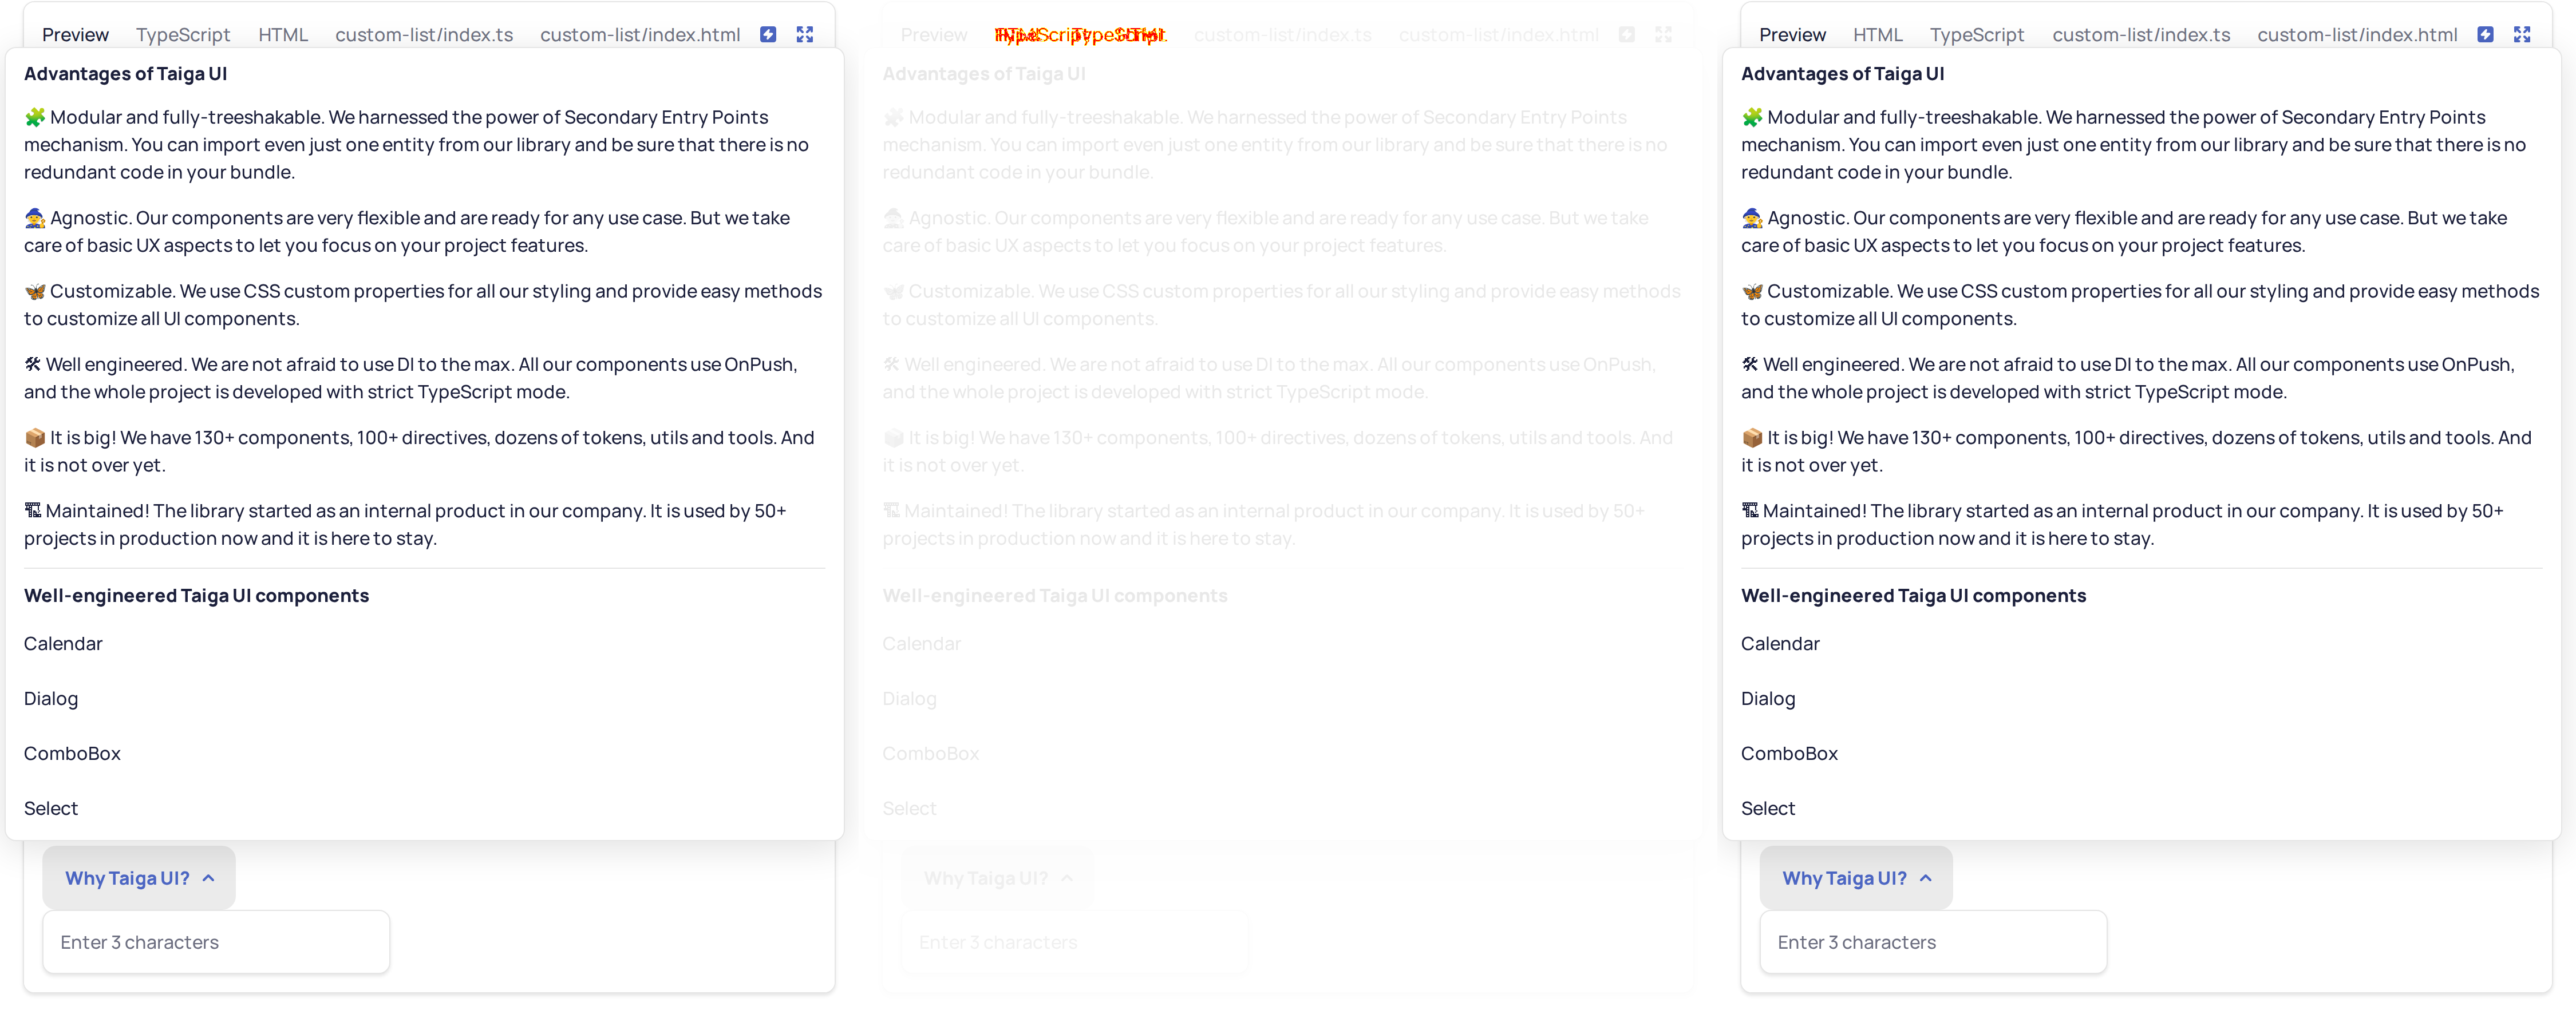 Preview TypeScript HTML custom-list/index.ts custom-list/index.html
Advantages of Taiga UI
🧩 Modular and fully-treeshakable. We harnessed the power of Secondary Entry Points
mechanism. You can import even just one entity from our library and be sure that there is no
redundant code in your bundle.
🧙 Agnostic. Our components are very flexible and are ready for any use case. But we take
care of basic UX aspects to let you focus on your project features.
🦋 Customizable. We use CSS custom properties for all our styling and provide easy methods
to customize all UI components.
🛠 Well engineered. We are not afraid to use DI to the max. All our components use OnPush,
and the whole project is developed with strict TypeScript mode.
📦 It is big! We have 130+ components, 100+ directives, dozens of tokens, utils and tools. And
it is not over yet.
🏗 Maintained! The library started as an internal product in our company. It is used by 50+
projects in production now and it is here to stay.
Well-engineered Taiga UI components
Calendar
Dialog
ComboBox
Select
Why Taiga UI?
Enter 3 characters
Preview custom-list/index.ts custom-list/index.html
Advantages of Taiga UI
Modular and fully-treeshakable. We harnessed the power of Secondary Entry Points
mechanism. You can import even just one entity from our library and be sure that there is no
redundant code in your bundle.
Agnostic. Our components are very flexible and are ready for any use case. But we take
care of basic UX aspects to let you focus on your project features.
Customizable. We use CSS custom properties for all our styling and provide easy methods
to customize all UI components.
🛠 Well engineered. We are not afraid to use DI to the max. All our components use OnPush,
and the whole project is developed with strict TypeScript mode.
It is big! We have 130+ components, 100+ directives, dozens of tokens, utils and tools. And
it is not over yet.
🏗 Maintained! The library started as an internal product in our company. It is used by 50+
projects in production now and it is here to stay.
Well-engineered Taiga UI components
Calendar
Dialog
ComboBox
Select
Why Taiga UI?
Enter 3 characters
Preview HTML TypeScript custom-list/index.ts custom-list/index.html
Advantages of Taiga UI
🧩 Modular and fully-treeshakable. We harnessed the power of Secondary Entry Points
mechanism. You can import even just one entity from our library and be sure that there is no
redundant code in your bundle.
🧙 Agnostic. Our components are very flexible and are ready for any use case. But we take
care of basic UX aspects to let you focus on your project features.
🦋 Customizable. We use CSS custom properties for all our styling and provide easy methods
to customize all UI components.
🛠 Well engineered. We are not afraid to use DI to the max. All our components use OnPush,
and the whole project is developed with strict TypeScript mode.
📦 It is big! We have 130+ components, 100+ directives, dozens of tokens, utils and tools. And
it is not over yet.
🏗 Maintained! The library started as an internal product in our company. It is used by 50+
projects in production now and it is here to stay.
Well-engineered Taiga UI components
Calendar
Dialog
ComboBox
Select
Why Taiga UI?
Enter 3 characters